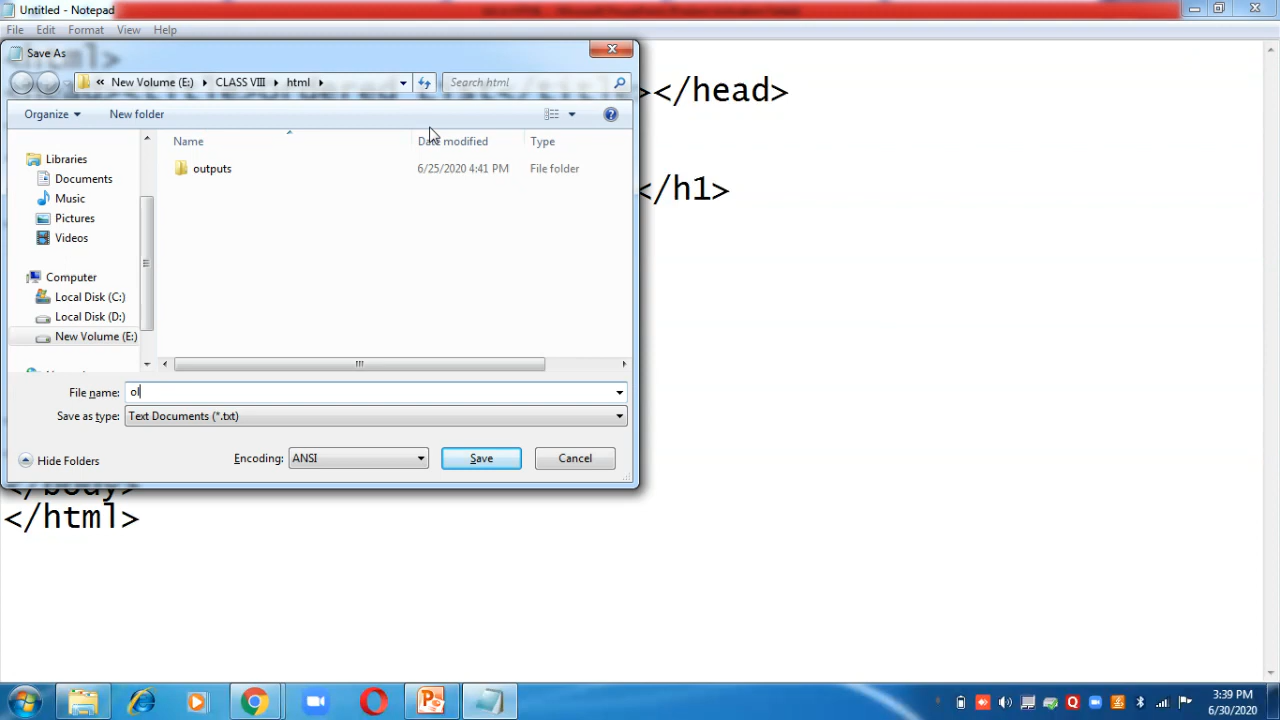 Untitled - Notepad
File Edit Format View Help
Save As
« New Volume (E:) CLASS VIII html
Search html
></head>
Organize New folder
Name Date modified Type
Libraries
outputs 6/25/2020 4:41 PM File folder
Documents
</h1>
Music
Pictures
Videos
Computer
Local Disk (C:)
Local Disk (D:)
New Volume (E:)
File name: ol
Save as type: Text Documents (*.txt)
Hide Folders
Encoding: ANSI
Save Cancel
</body>
</html>
3:39 PM
6/30/2020